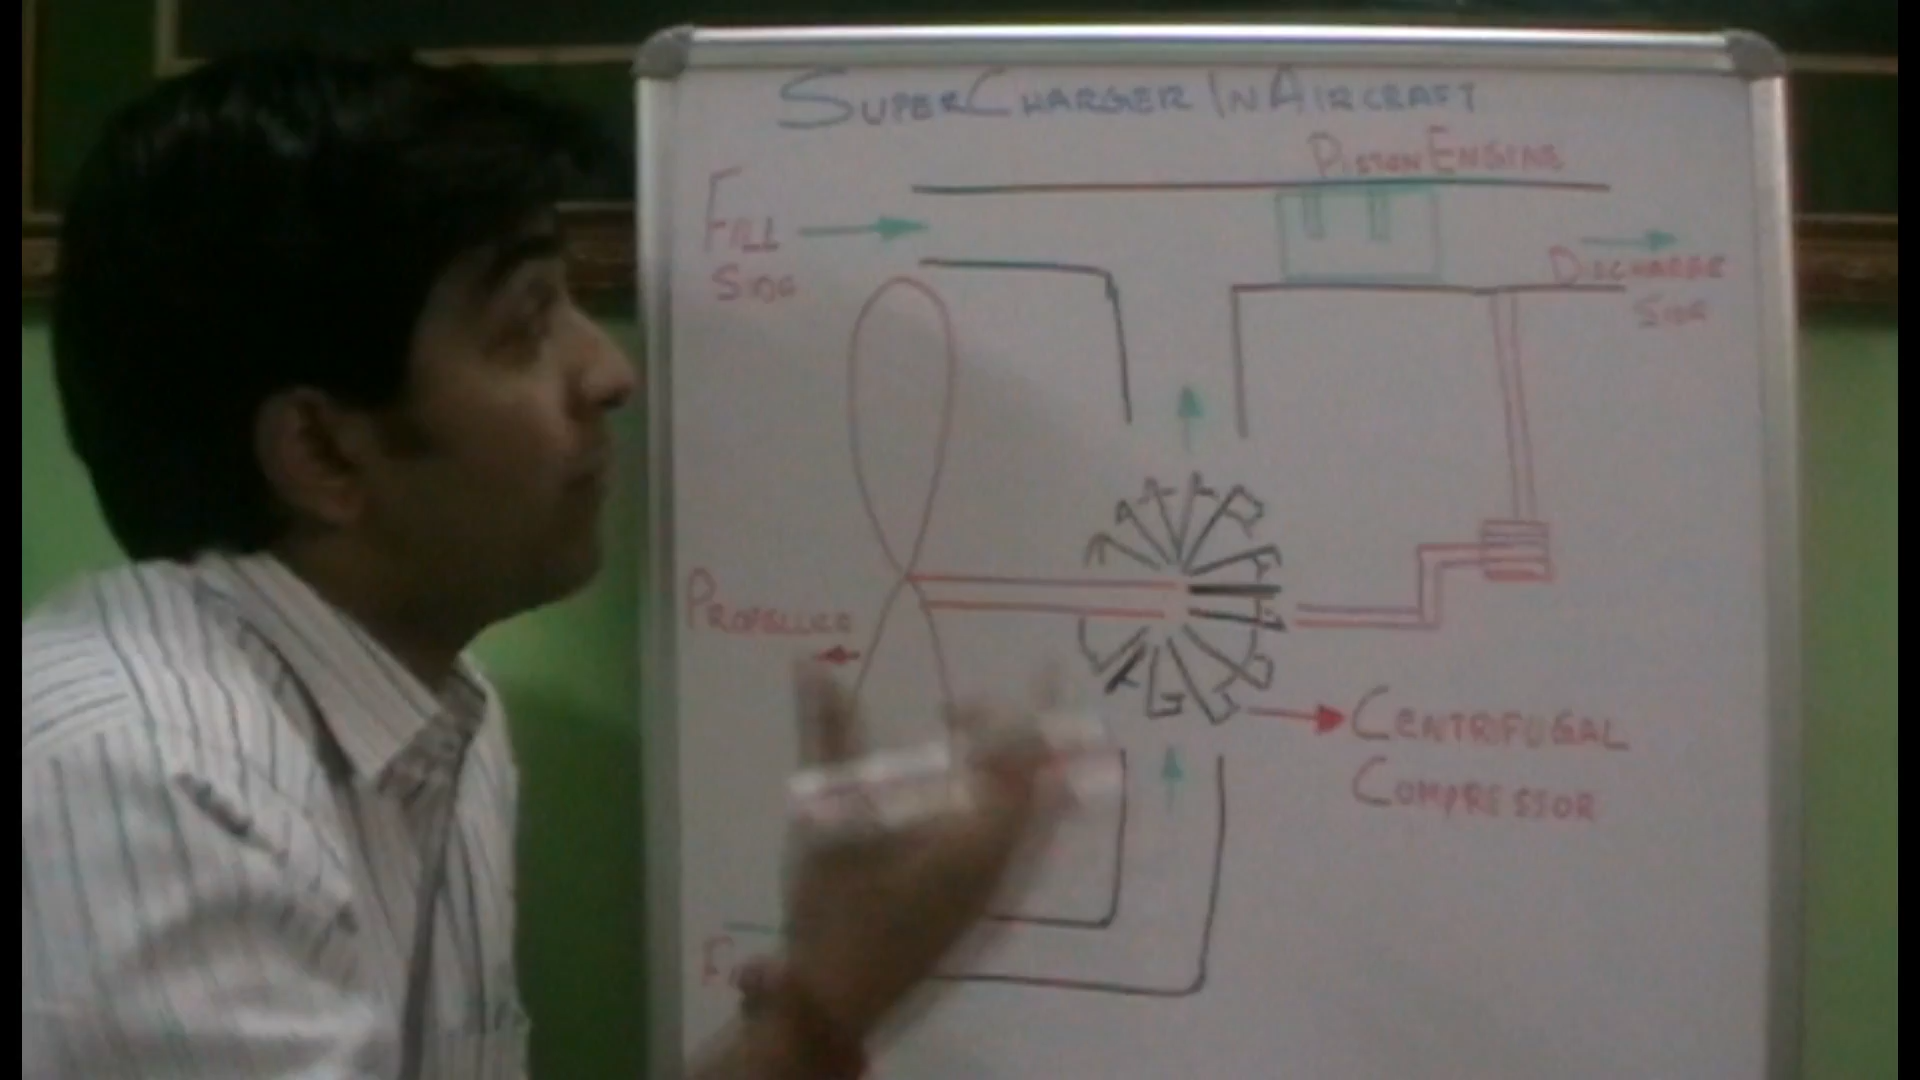 SUPERCHARGER IN AIRCRAFT
PISTON ENGINE
FILL
SIDE
DISCHARGE
SIDE
PROPELLER
CENTRIFUGAL
COMPRESSOR